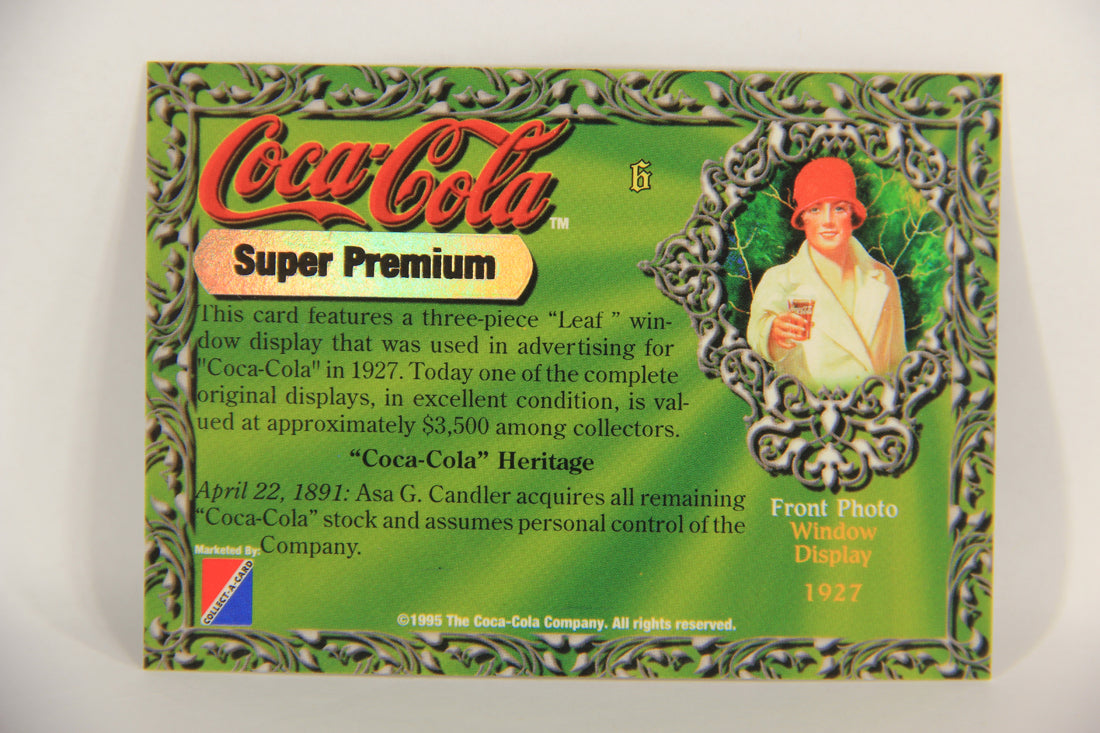 Coca-Cola™
6
Super Premium
This card features a three-piece “Leaf ” win-
dow display that was used in advertising for
"Coca-Cola" in 1927. Today one of the complete
original displays, in excellent condition, is val-
ued at approximately $3,500 among collectors.
“Coca-Cola” Heritage
April 22, 1891: Asa G. Candler acquires all remaining
“Coca-Cola” stock and assumes personal control of the
Company.
Marketed By:
COLLECT-A-CARD
©1995 The Coca-Cola Company. All rights reserved.
Front Photo
Window
Display
1927